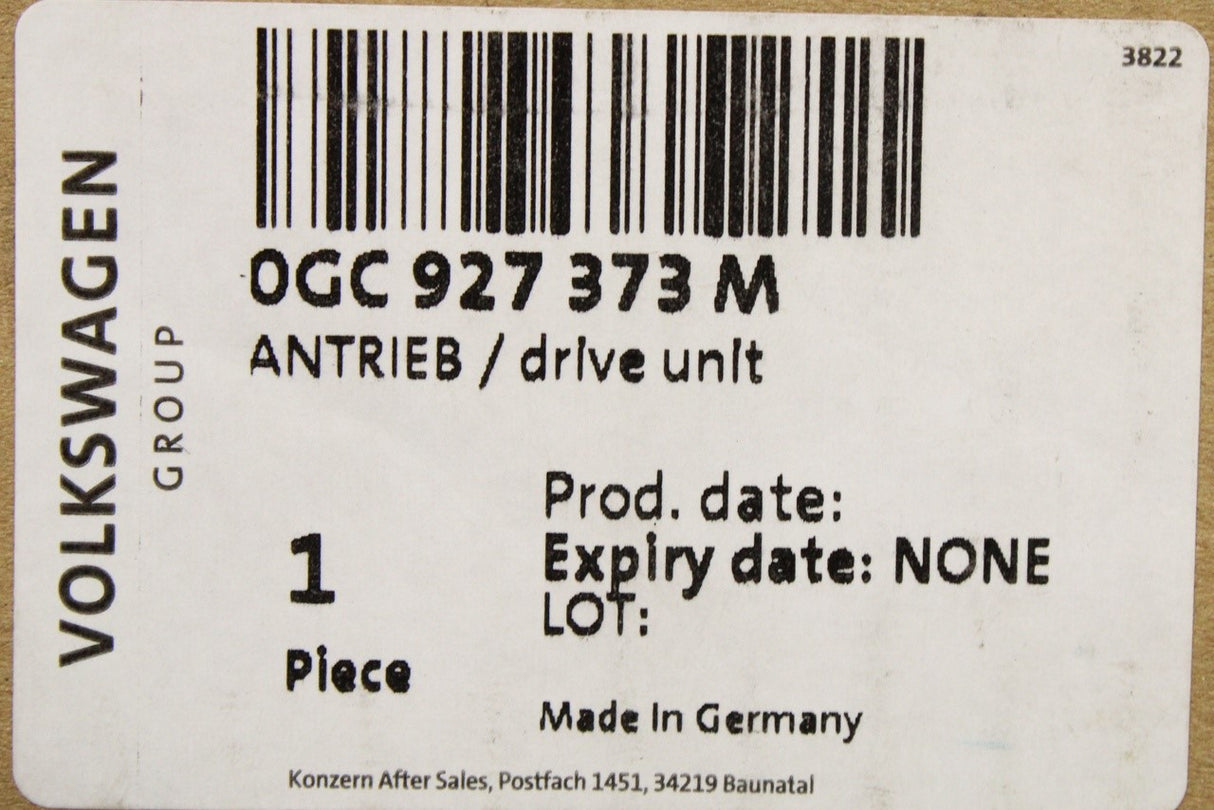 3822
0GC 927 373 M
ANTRIEB / drive unit
VOLKSWAGEN
GROUP
Prod. date:
Expiry date: NONE
LOT:
1
Piece
Made in Germany
Konzern After Sales, Postfach 1451, 34219 Baunatal